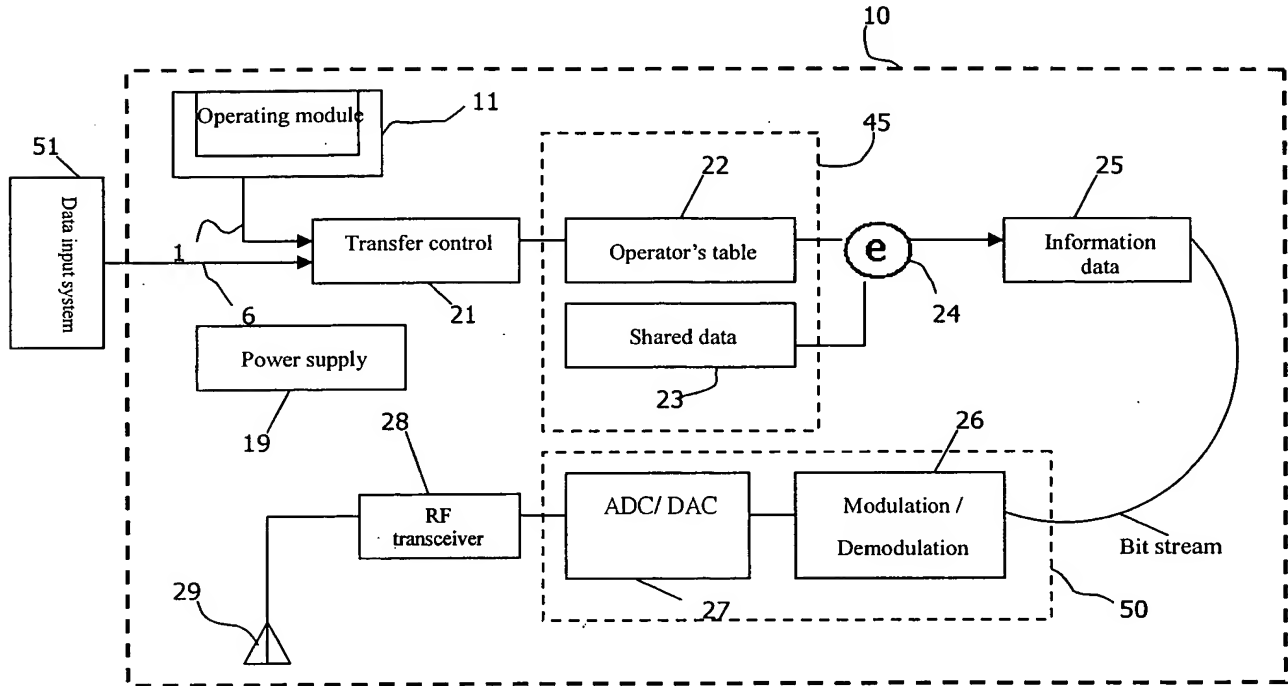 10
Operating module
11
51
45
22
25
Data input system
1
Transfer control
Operator's table
e
Information
data
6
21
24
Power supply
Shared data
23
19
28
26
ADC/ DAC
Modulation /
Demodulation
RF
transceiver
Bit stream
29
27
50